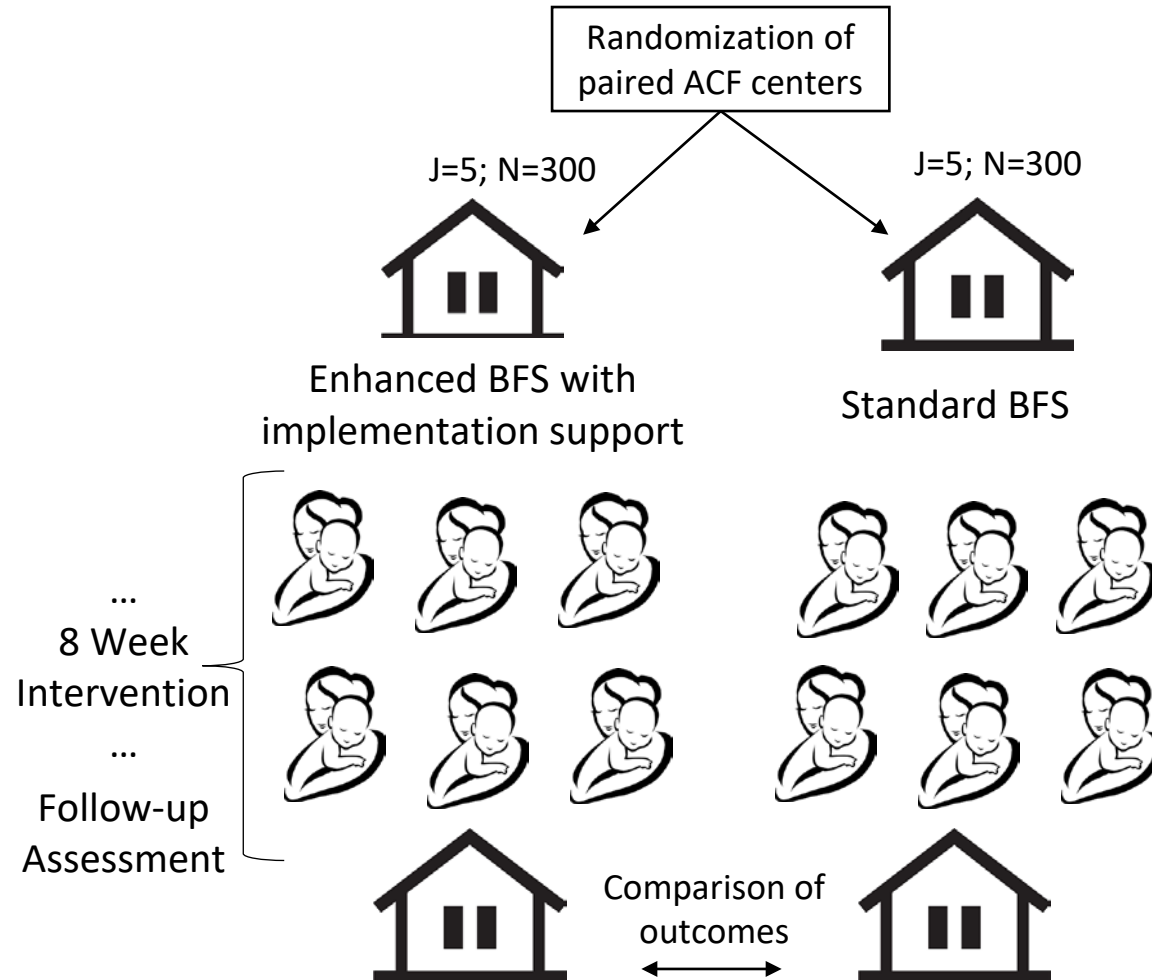 Randomization of
paired ACF centers
J=5; N=300
J=5; N=300
Enhanced BFS with
implementation support
Standard BFS
…
8 Week
Intervention
…
Follow-up
Assessment
Comparison of
outcomes